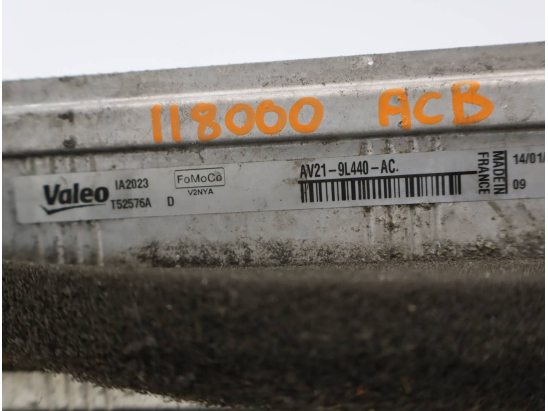 118000 ACB
Valeo
IA2023
T52576A D
FoMoCo
V2NYA
AV21-9L440-AC.
MADE IN
FRANCE
14/01/
09